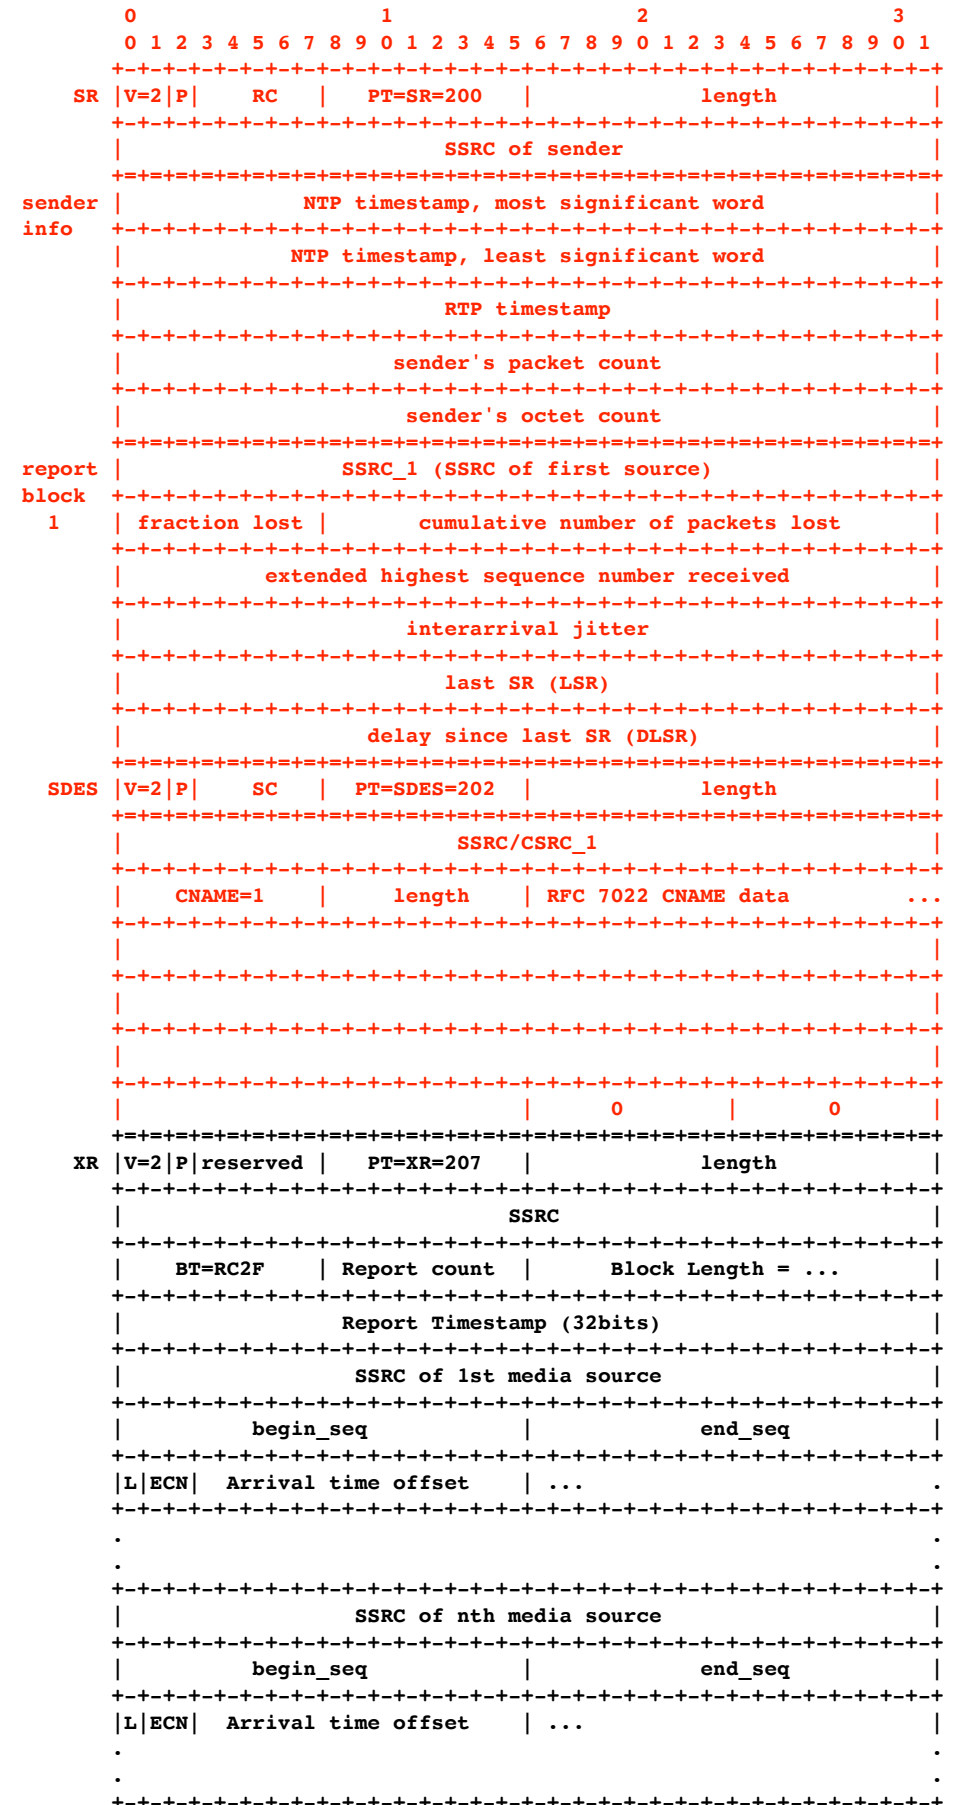 0                   1                   2                   3
         0 1 2 3 4 5 6 7 8 9 0 1 2 3 4 5 6 7 8 9 0 1 2 3 4 5 6 7 8 9 0 1
        +-+-+-+-+-+-+-+-+-+-+-+-+-+-+-+-+-+-+-+-+-+-+-+-+-+-+-+-+-+-+-+-+
     SR |V=2|P|    RC   |   PT=SR=200   |             length            |
        +-+-+-+-+-+-+-+-+-+-+-+-+-+-+-+-+-+-+-+-+-+-+-+-+-+-+-+-+-+-+-+-+
        |                         SSRC of sender                        |
        +=+=+=+=+=+=+=+=+=+=+=+=+=+=+=+=+=+=+=+=+=+=+=+=+=+=+=+=+=+=+=+=+
 sender |              NTP timestamp, most significant word             |
 info   +-+-+-+-+-+-+-+-+-+-+-+-+-+-+-+-+-+-+-+-+-+-+-+-+-+-+-+-+-+-+-+-+
        |             NTP timestamp, least significant word             |
        +-+-+-+-+-+-+-+-+-+-+-+-+-+-+-+-+-+-+-+-+-+-+-+-+-+-+-+-+-+-+-+-+
        |                         RTP timestamp                         |
        +-+-+-+-+-+-+-+-+-+-+-+-+-+-+-+-+-+-+-+-+-+-+-+-+-+-+-+-+-+-+-+-+
        |                     sender's packet count                     |
        +-+-+-+-+-+-+-+-+-+-+-+-+-+-+-+-+-+-+-+-+-+-+-+-+-+-+-+-+-+-+-+-+
        |                      sender's octet count                     |
        +=+=+=+=+=+=+=+=+=+=+=+=+=+=+=+=+=+=+=+=+=+=+=+=+=+=+=+=+=+=+=+=+
 report |                 SSRC_1 (SSRC of first source)                 |
 block  +-+-+-+-+-+-+-+-+-+-+-+-+-+-+-+-+-+-+-+-+-+-+-+-+-+-+-+-+-+-+-+-+
   1    | fraction lost |       cumulative number of packets lost       |
        +-+-+-+-+-+-+-+-+-+-+-+-+-+-+-+-+-+-+-+-+-+-+-+-+-+-+-+-+-+-+-+-+
        |           extended highest sequence number received           |
        +-+-+-+-+-+-+-+-+-+-+-+-+-+-+-+-+-+-+-+-+-+-+-+-+-+-+-+-+-+-+-+-+
        |                      interarrival jitter                      |
        +-+-+-+-+-+-+-+-+-+-+-+-+-+-+-+-+-+-+-+-+-+-+-+-+-+-+-+-+-+-+-+-+
        |                         last SR (LSR)                         |
        +-+-+-+-+-+-+-+-+-+-+-+-+-+-+-+-+-+-+-+-+-+-+-+-+-+-+-+-+-+-+-+-+
        |                   delay since last SR (DLSR)                  |
        +=+=+=+=+=+=+=+=+=+=+=+=+=+=+=+=+=+=+=+=+=+=+=+=+=+=+=+=+=+=+=+=+
   SDES |V=2|P|    SC   |  PT=SDES=202  |             length            |
        +=+=+=+=+=+=+=+=+=+=+=+=+=+=+=+=+=+=+=+=+=+=+=+=+=+=+=+=+=+=+=+=+
        |                          SSRC/CSRC_1                          |
        +-+-+-+-+-+-+-+-+-+-+-+-+-+-+-+-+-+-+-+-+-+-+-+-+-+-+-+-+-+-+-+-+
        |    CNAME=1    |     length    | RFC 7022 CNAME data         ...
        +-+-+-+-+-+-+-+-+-+-+-+-+-+-+-+-+-+-+-+-+-+-+-+-+-+-+-+-+-+-+-+-+
        |                                                               |
        +-+-+-+-+-+-+-+-+-+-+-+-+-+-+-+-+-+-+-+-+-+-+-+-+-+-+-+-+-+-+-+-+
        |                                                               |
        +-+-+-+-+-+-+-+-+-+-+-+-+-+-+-+-+-+-+-+-+-+-+-+-+-+-+-+-+-+-+-+-+
        |                                                               |
        +-+-+-+-+-+-+-+-+-+-+-+-+-+-+-+-+-+-+-+-+-+-+-+-+-+-+-+-+-+-+-+-+
        |                               |      0        |       0       |
        +=+=+=+=+=+=+=+=+=+=+=+=+=+=+=+=+=+=+=+=+=+=+=+=+=+=+=+=+=+=+=+=+
     XR |V=2|P|reserved |   PT=XR=207   |             length            |
        +-+-+-+-+-+-+-+-+-+-+-+-+-+-+-+-+-+-+-+-+-+-+-+-+-+-+-+-+-+-+-+-+
        |                              SSRC                             |
        +-+-+-+-+-+-+-+-+-+-+-+-+-+-+-+-+-+-+-+-+-+-+-+-+-+-+-+-+-+-+-+-+
        |    BT=RC2F    | Report count  |      Block Length = ...       |
        +-+-+-+-+-+-+-+-+-+-+-+-+-+-+-+-+-+-+-+-+-+-+-+-+-+-+-+-+-+-+-+-+
        |                 Report Timestamp (32bits)                     |
        +-+-+-+-+-+-+-+-+-+-+-+-+-+-+-+-+-+-+-+-+-+-+-+-+-+-+-+-+-+-+-+-+
        |                  SSRC of 1st media source                     |
        +-+-+-+-+-+-+-+-+-+-+-+-+-+-+-+-+-+-+-+-+-+-+-+-+-+-+-+-+-+-+-+-+
        |          begin_seq            |             end_seq           |
        +-+-+-+-+-+-+-+-+-+-+-+-+-+-+-+-+-+-+-+-+-+-+-+-+-+-+-+-+-+-+-+-+
        |L|ECN|  Arrival time offset    | ...                           .
        +-+-+-+-+-+-+-+-+-+-+-+-+-+-+-+-+-+-+-+-+-+-+-+-+-+-+-+-+-+-+-+-+
        .                                                               .
        .                                                               .
        +-+-+-+-+-+-+-+-+-+-+-+-+-+-+-+-+-+-+-+-+-+-+-+-+-+-+-+-+-+-+-+-+
        |                  SSRC of nth media source                     |
        +-+-+-+-+-+-+-+-+-+-+-+-+-+-+-+-+-+-+-+-+-+-+-+-+-+-+-+-+-+-+-+-+
        |          begin_seq            |             end_seq           |
        +-+-+-+-+-+-+-+-+-+-+-+-+-+-+-+-+-+-+-+-+-+-+-+-+-+-+-+-+-+-+-+-+
        |L|ECN|  Arrival time offset    | ...                           |
        .                                                               .
        .                                                               .
        +-+-+-+-+-+-+-+-+-+-+-+-+-+-+-+-+-+-+-+-+-+-+-+-+-+-+-+-+-+-+-+-+